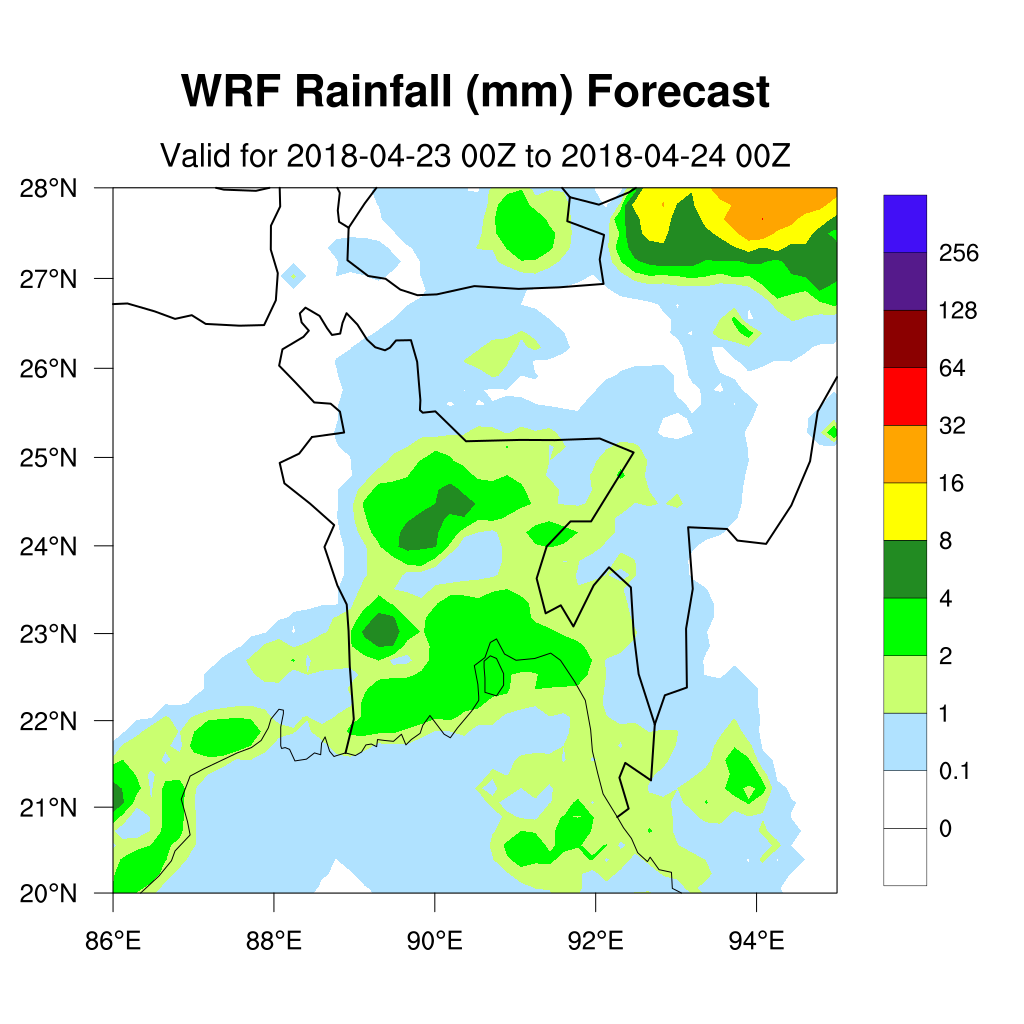 WRF Rainfall (mm) Forecast
Valid for 2018-04-23 00Z to 2018-04-24 00Z
28°N
27°N
26°N
25°N
24°N
23°N
22°N
21°N
20°N
86°E
88°E
90°E
92°E
94°E
256
128
64
32
16
8
4
2
1
0.1
0